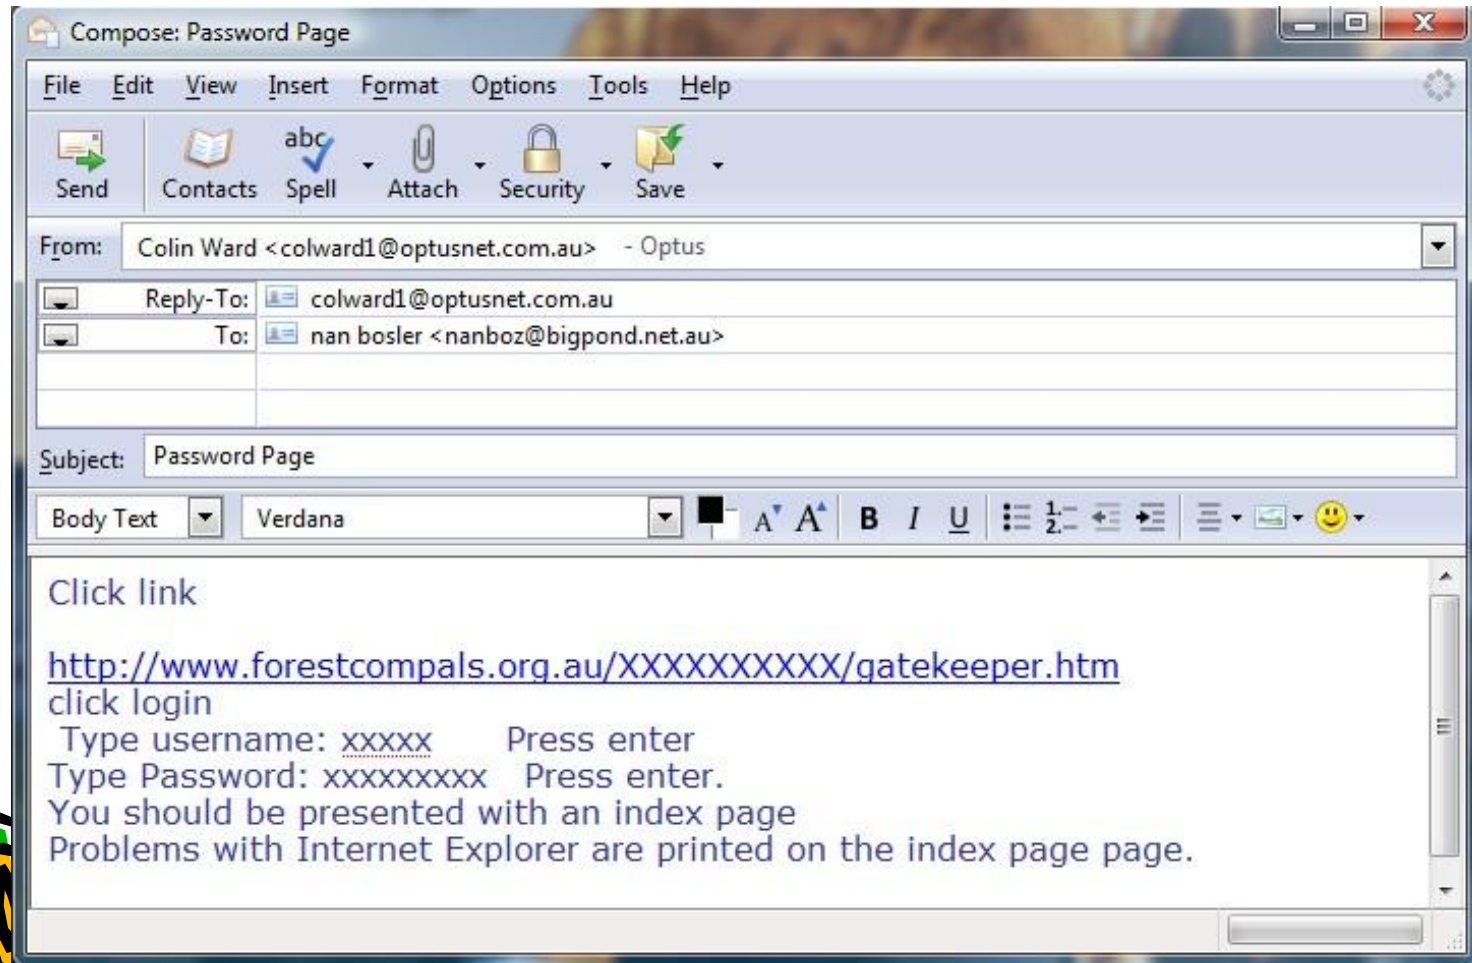 Compose: Password Page
File Edit View Insert Format Options Tools Help
abc
Send Contacts Spell Attach Security Save
From: Colin Ward <colward1@optusnet.com.au> - Optus
Reply-To: colward1@optusnet.com.au
To: nan bosler <nanboz@bigpond.net.au>
Subject: Password Page
Body Text Verdana A A B I U
Click link
http://www.forestcompals.org.au/XXXXXXXXXX/gatekeeper.htm
click login
Type username: xxxxx Press enter
Type Password: xxxxxxxxx Press enter.
You should be presented with an index page
Problems with Internet Explorer are printed on the index page page.